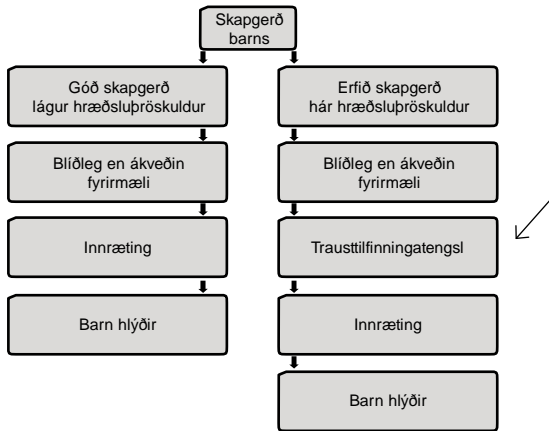 Skapgerð
barns
Góð skapgerð
lágur hræðsluþröskuldur
Blíðleg en ákveðin
fyrirmæli
Innræting
Barn hlýðir
Erfið skapgerð
hár hræðsluþröskuldur
Blíðleg en ákveðin
fyrirmæli
Trausttilfinningatengsl
Innræting
Barn hlýðir